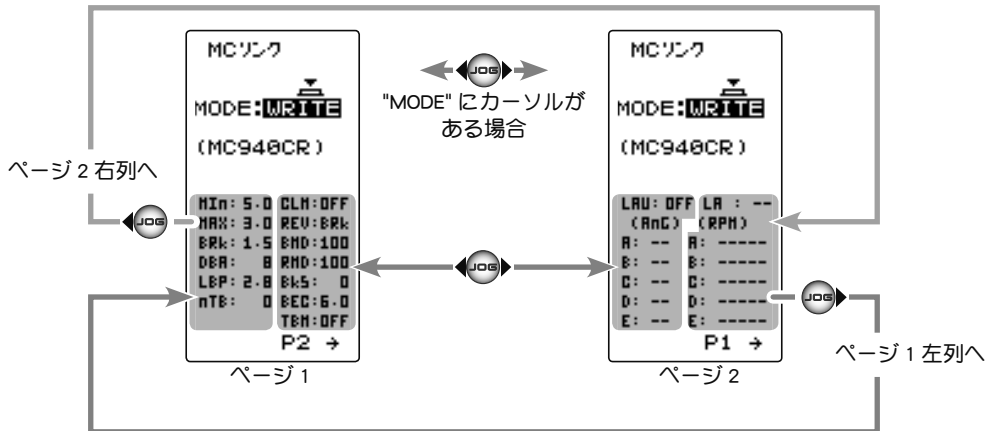 MCリンク
MODE:WRITE
(MC940CR)
MIn: 5.0 CLM:OFF
MAX: 3.0 REV:BRk
BRk: 1.5 BMD:100
DBA: 8 RMD:100
LBP: 2.8 BkS: 0
nTB: 0 BEC:6.0
TBM:OFF
P2 →
ページ 1
ページ 2 右列へ
JOG
JOG
"MODE" にカーソルが
ある場合
JOG
MCリンク
MODE:WRITE
(MC940CR)
LAU: OFF LA : --
(AnG) (RPM)
A: -- A: -----
B: -- B: -----
C: -- C: -----
D: -- D: -----
E: -- E: -----
P1 →
ページ 2
JOG
ページ 1 左列へ